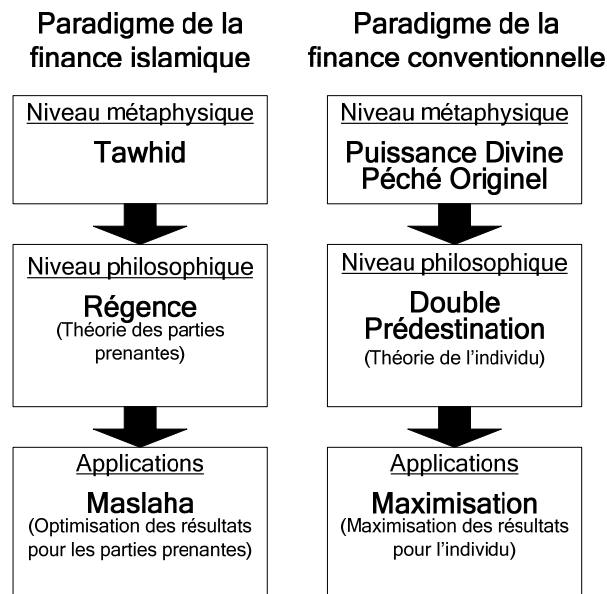 Paradigme de la
finance islamique
Niveau métaphysique
Tawhid
Niveau philosophique
Régence
(Théorie des parties
prenantes)
Applications
Maslaha
(Optimisation des résultats
pour les parties prenantes)
Paradigme de la
finance conventionnelle
Niveau métaphysique
Puissance Divine
Péché Originel
Niveau philosophique
Double
Prédestination
(Théorie de l'individu)
Applications
Maximisation
(Maximisation des résultats
pour l'individu)